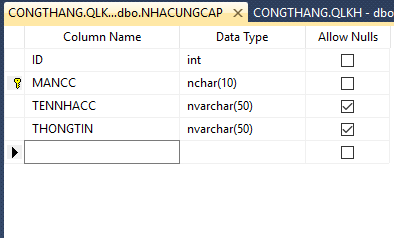 CONGTHANG.QLK...dbo.NHACUNGCAP CONGTHANG.QLKH - dbo
Column Name Data Type Allow Nulls
ID int
MANCC nchar(10)
TENNHACC nvarchar(50)
THONGTIN nvarchar(50)